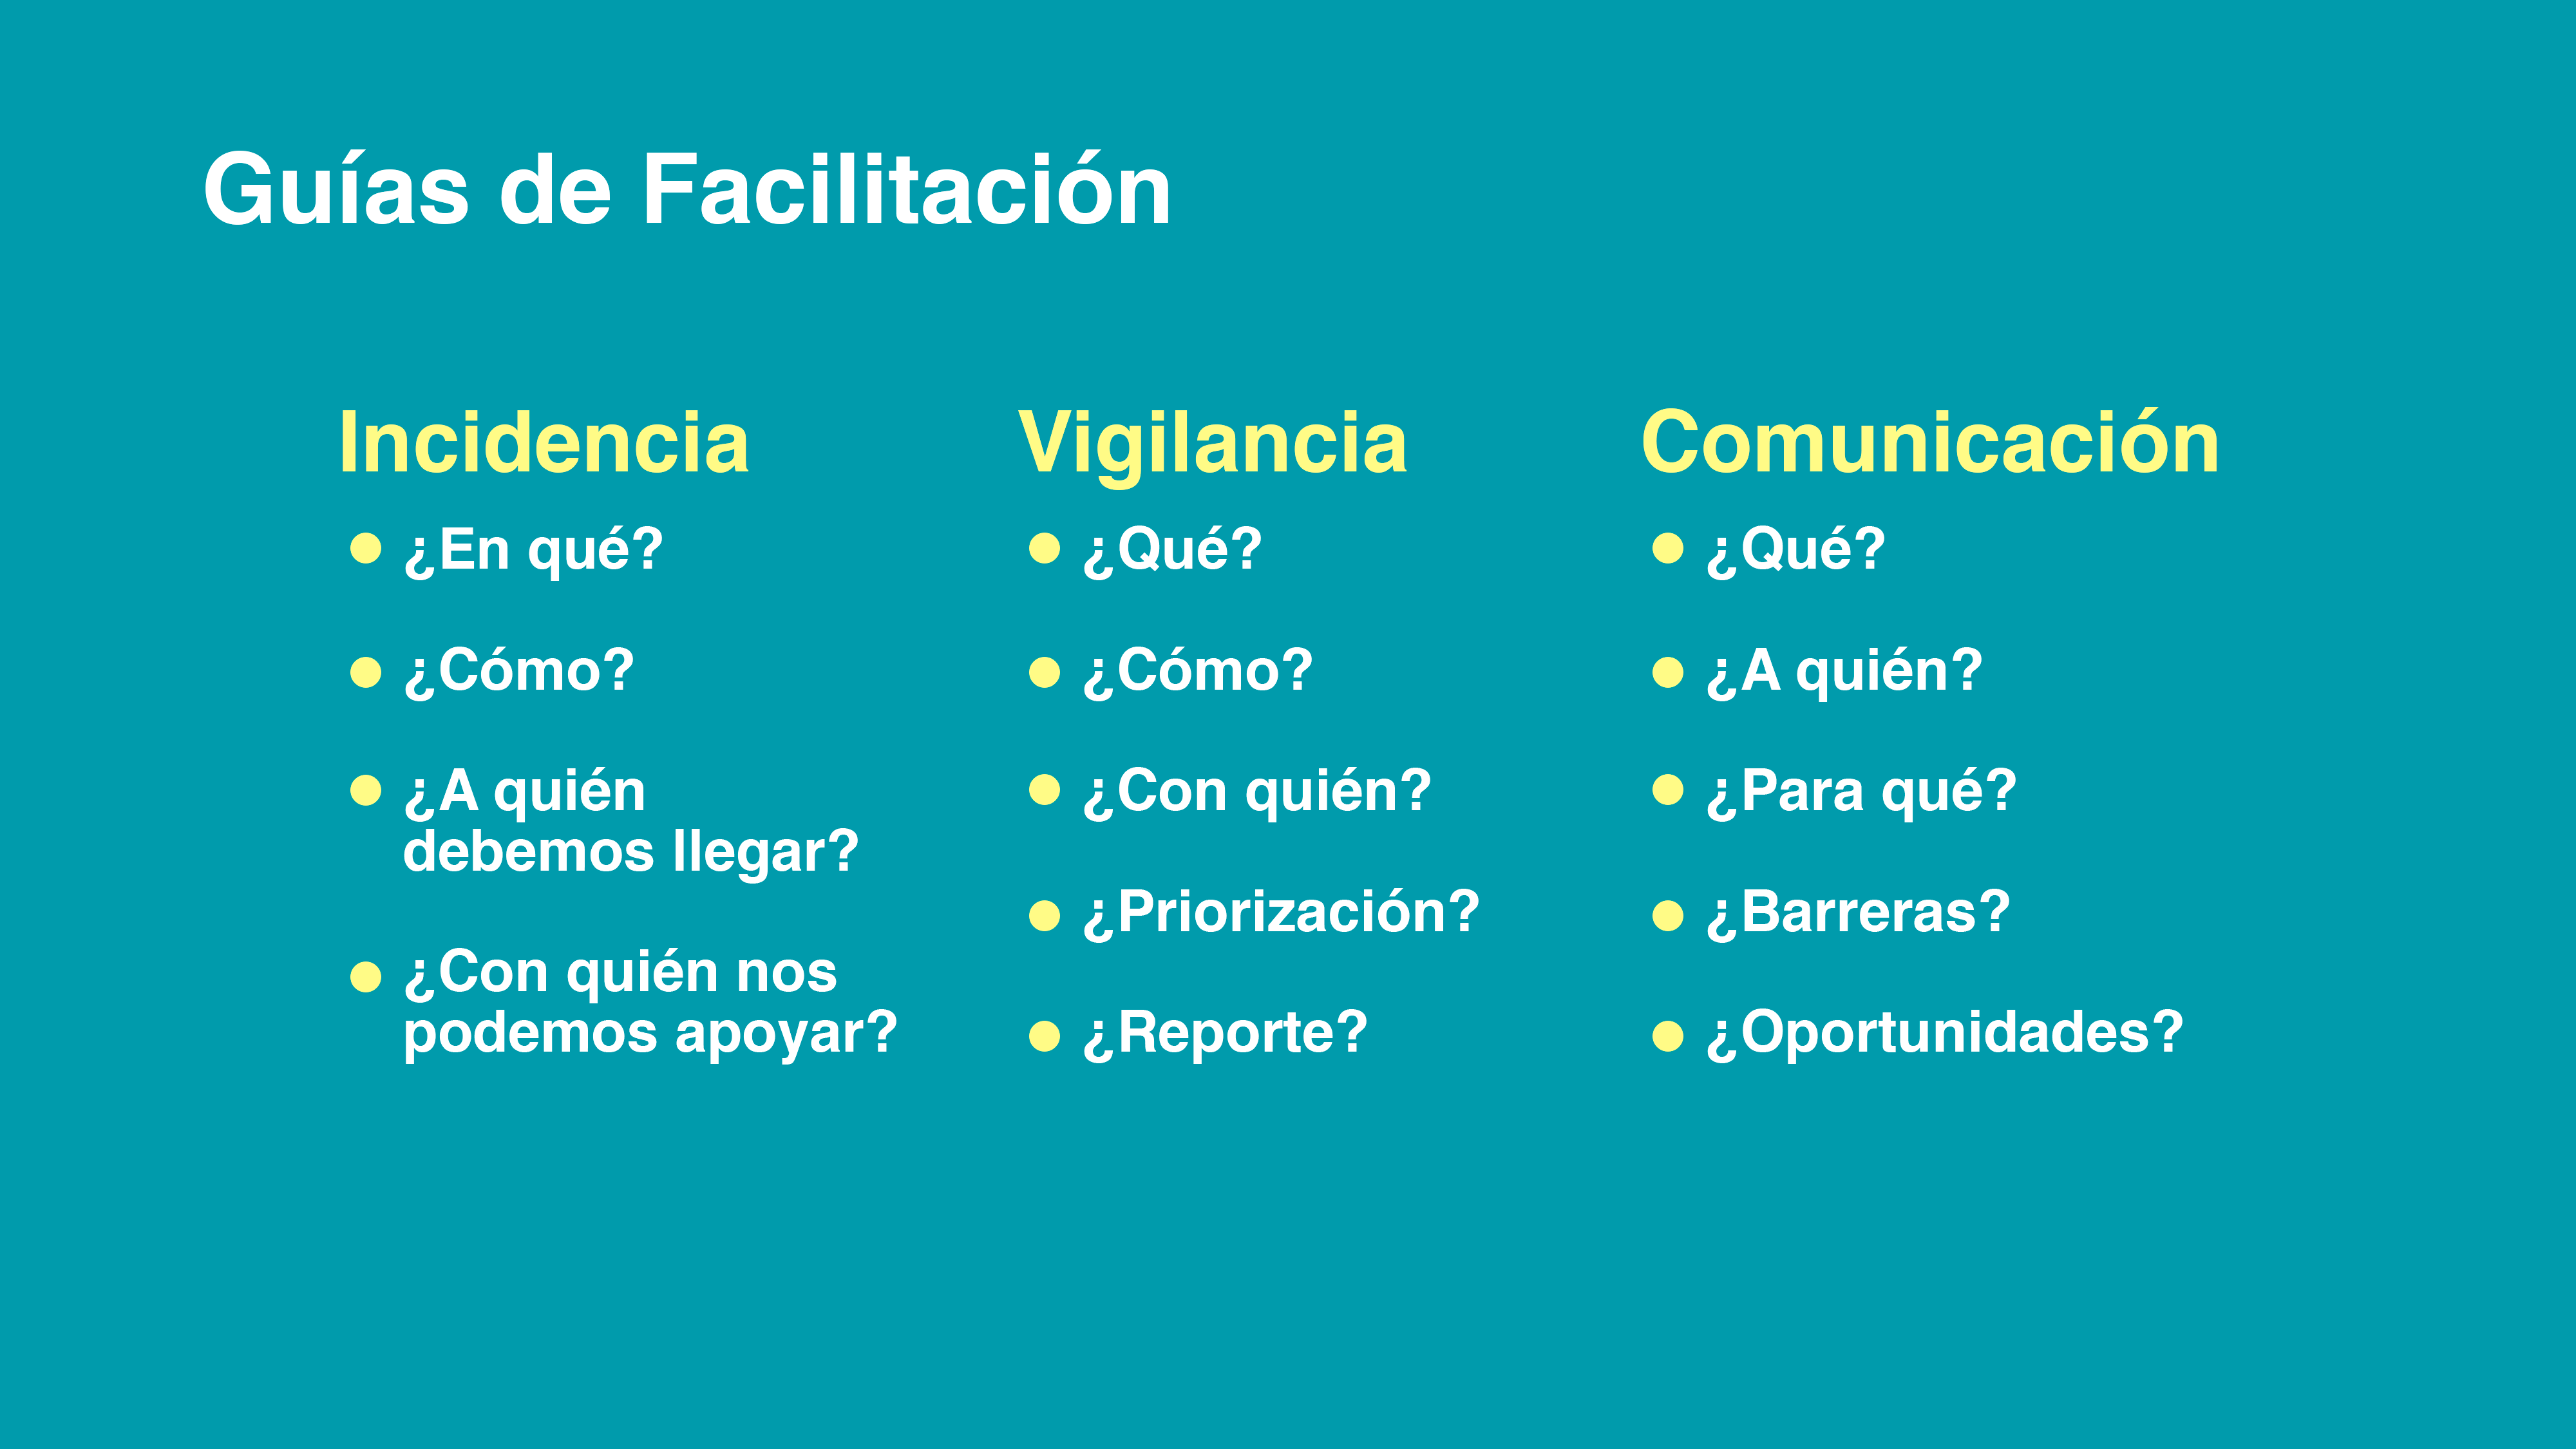 Guías de Facilitación
Incidencia
¿En qué?
¿Cómo?
¿A quién
debemos llegar?
¿Con quién nos
podemos apoyar?
Vigilancia
¿Qué?
¿Cómo?
¿Con quién?
¿Priorización?
¿Reporte?
Comunicación
¿Qué?
¿A quién?
¿Para qué?
¿Barreras?
¿Oportunidades?